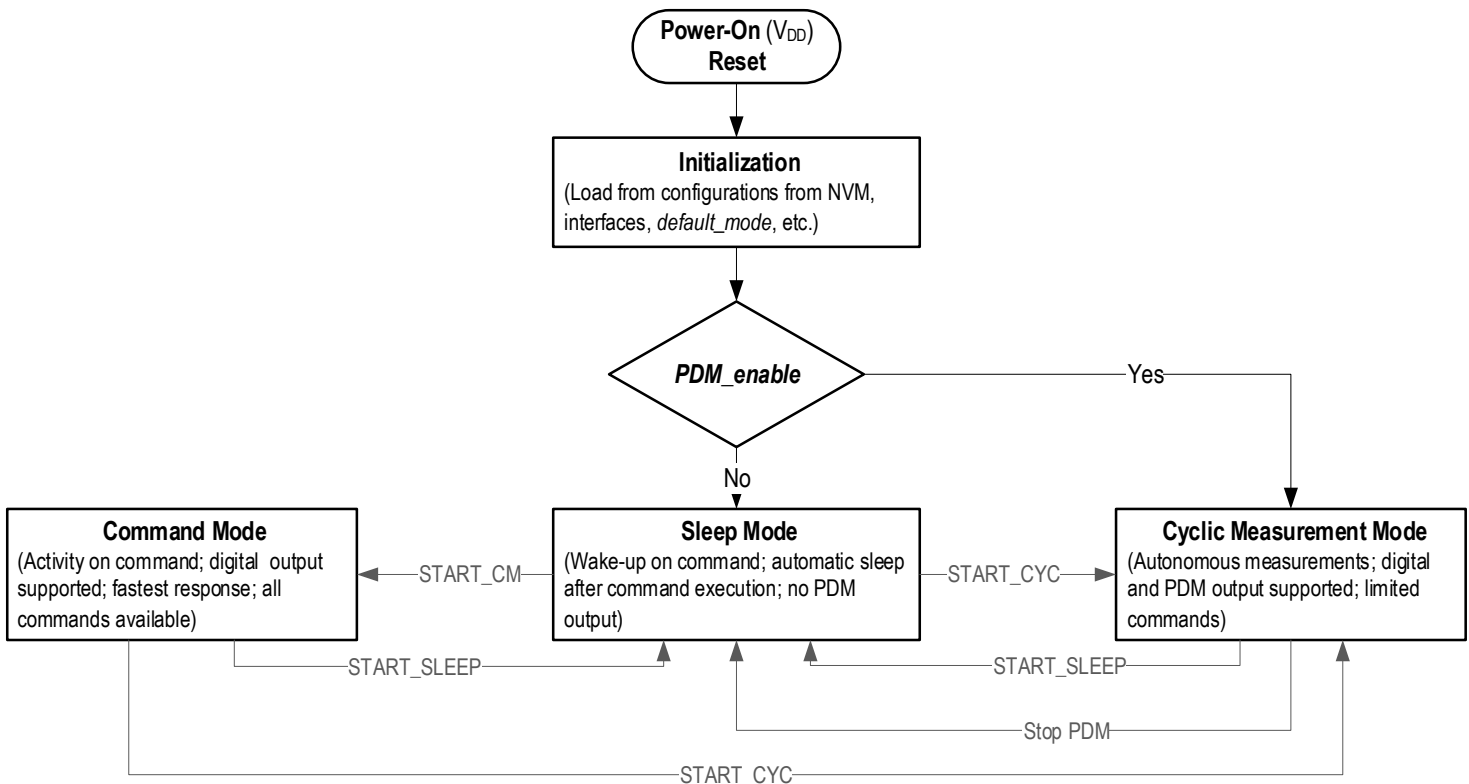 Power-On (VDD)
Reset
Initialization
(Load from configurations from NVM,
interfaces, default_mode, etc.)
PDM_enable
Yes
No
Command Mode
(Activity on command; digital output
supported; fastest response; all
commands available)
START_CM
Sleep Mode
(Wake-up on command; automatic sleep
after command execution; no PDM
output)
START_CYC
Cyclic Measurement Mode
(Autonomous measurements; digital
and PDM output supported; limited
commands)
START_SLEEP
START_SLEEP
Stop PDM
START_CYC